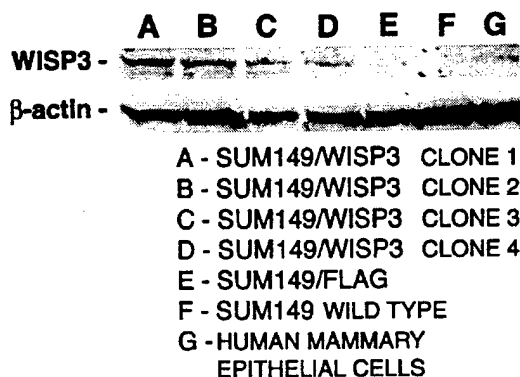 A B C D E F G
WISP3 -
β-actin -
A - SUM149/WISP3 CLONE 1
B - SUM149/WISP3 CLONE 2
C - SUM149/WISP3 CLONE 3
D - SUM149/WISP3 CLONE 4
E - SUM149/FLAG
F - SUM149 WILD TYPE
G - HUMAN MAMMARY
EPITHELIAL CELLS